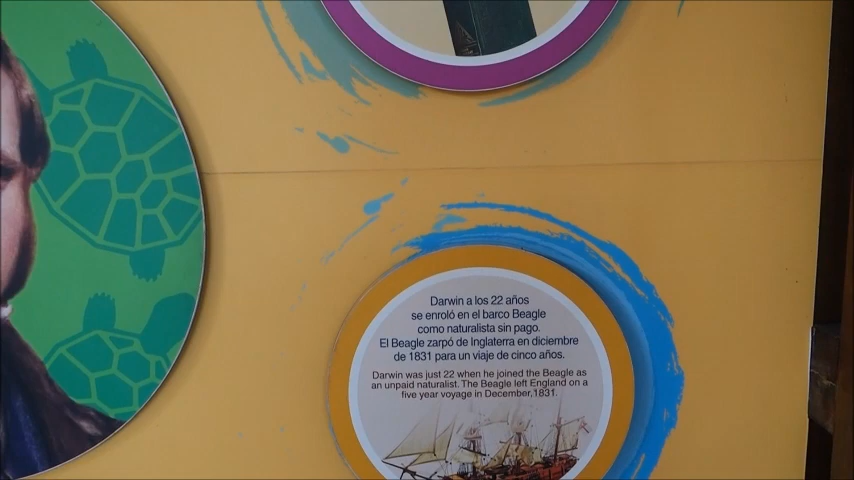 Darwin a los 22 años
se enroló en el barco Beagle
como naturalista sin pago.
El Beagle zarpó de Inglaterra en diciembre
de 1831 para un viaje de cinco años.
Darwin was just 22 when he joined the Beagle as
an unpaid naturalist. The Beagle left England on a
five year voyage in December,1831.